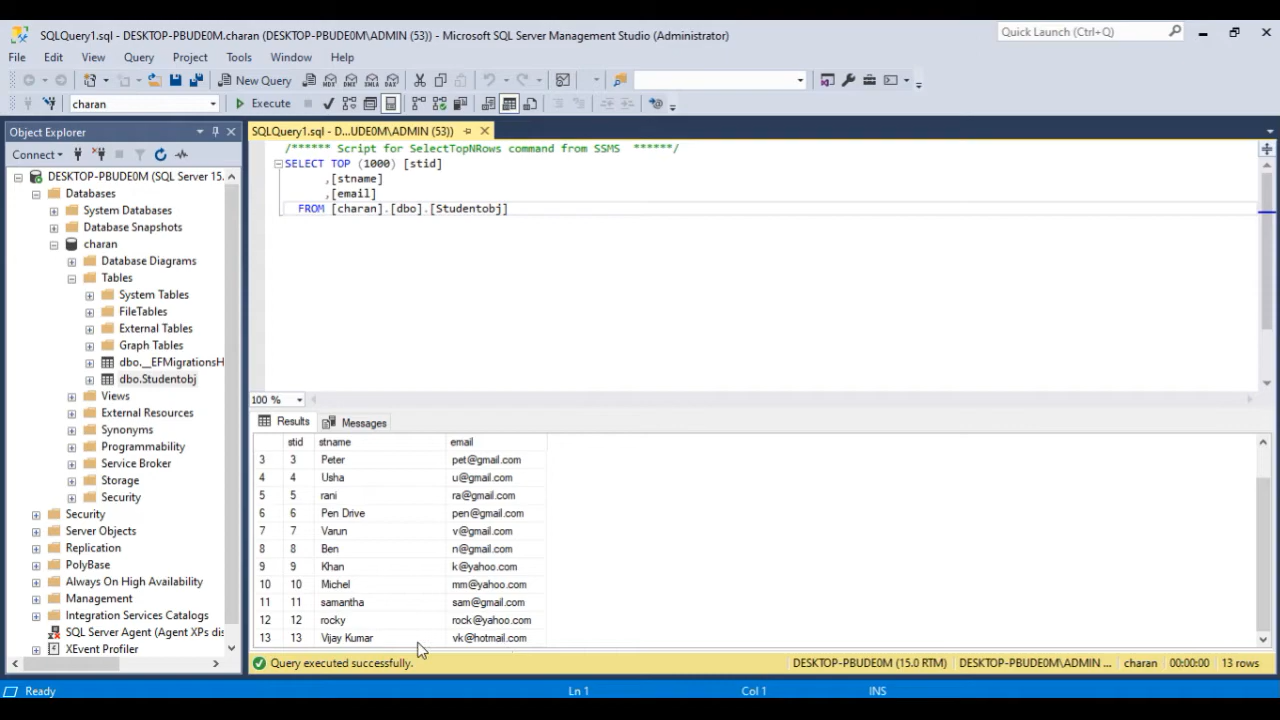 SQLQuery1.sql - DESKTOP-PBUDE0M.charan (DESKTOP-PBUDE0M\ADMIN (53)) - Microsoft SQL Server Management Studio (Administrator)
Quick Launch (Ctrl+Q)
File Edit View Query Project Tools Window Help
New Query
charan Execute
Object Explorer
SQLQuery1.sql - D...UDE0M\ADMIN (53))
Connect
DESKTOP-PBUDE0M (SQL Server 15.
Databases
System Databases
Database Snapshots
charan
Database Diagrams
Tables
System Tables
FileTables
External Tables
Graph Tables
dbo.__EFMigrationsH
dbo.Studentobj
Views
External Resources
Synonyms
Programmability
Service Broker
Storage
Security
Security
Server Objects
Replication
PolyBase
Always On High Availability
Management
Integration Services Catalogs
SQL Server Agent (Agent XPs dis
XEvent Profiler
/****** Script for SelectTopNRows command from SSMS  ******/
SELECT TOP (1000) [stid]
,[stname]
,[email]
FROM [charan].[dbo].[Studentobj]
100 %
Results Messages
stid stname email
3 3 Peter pet@gmail.com
4 4 Usha u@gmail.com
5 5 rani ra@gmail.com
6 6 Pen Drive pen@gmail.com
7 7 Varun v@gmail.com
8 8 Ben n@gmail.com
9 9 Khan k@yahoo.com
10 10 Michel mm@yahoo.com
11 11 samantha sam@gmail.com
12 12 rocky rock@yahoo.com
13 13 Vijay Kumar vk@hotmail.com
Query executed successfully. DESKTOP-PBUDE0M (15.0 RTM) DESKTOP-PBUDE0M\ADMIN ... charan 00:00:00 13 rows
Ready Ln 1 Col 1 INS